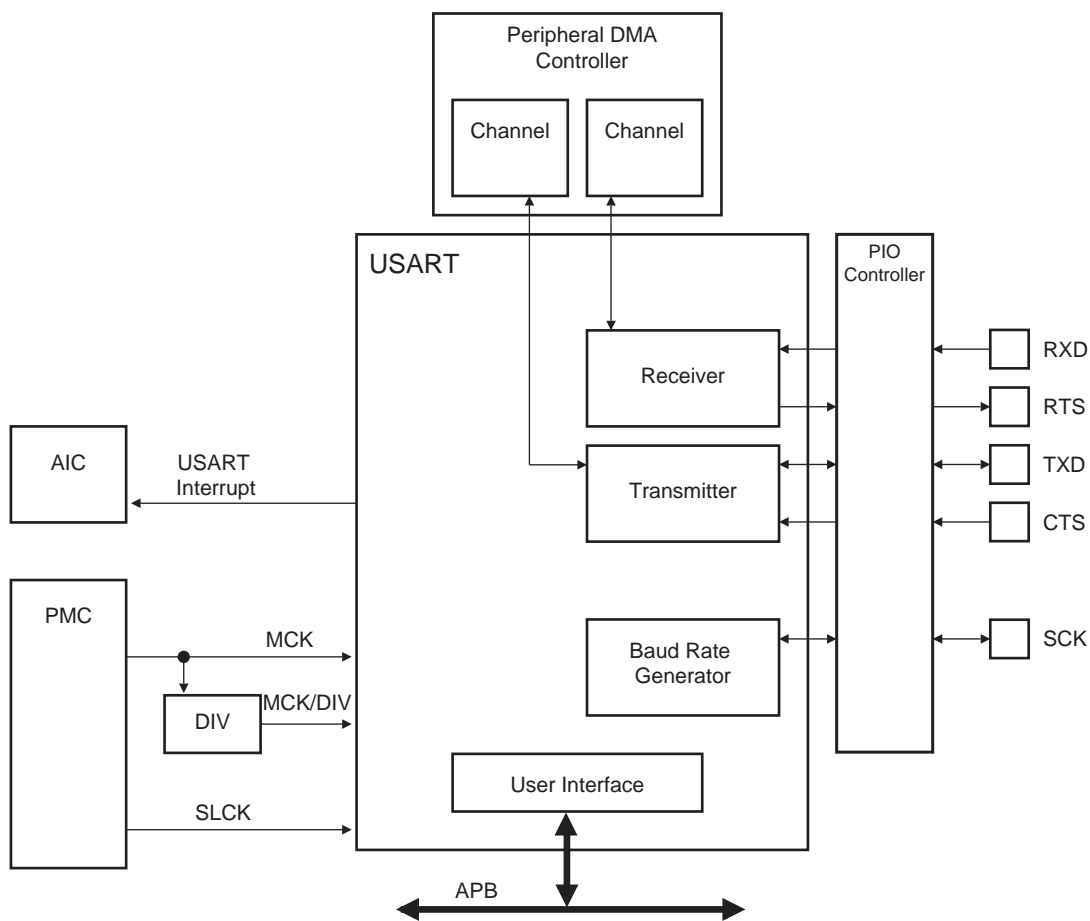 Peripheral DMA
Controller
Channel
Channel
USART
PIO
Controller
Receiver
RXD
RTS
AIC
USART
Interrupt
Transmitter
TXD
CTS
PMC
MCK
Baud Rate
Generator
SCK
DIV
MCK/DIV
User Interface
SLCK
APB